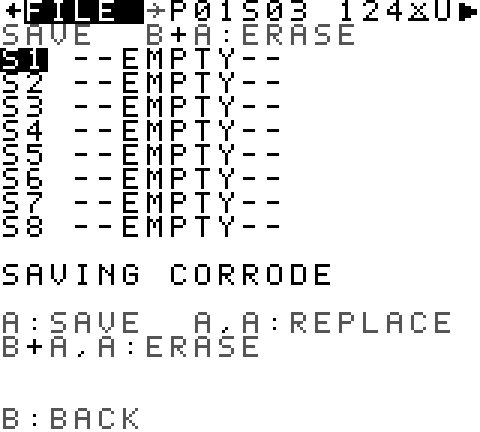 FILE →P01S03 124xU▶
SAVE B+A:ERASE
S1 --EMPTY--
S2 --EMPTY--
S3 --EMPTY--
S4 --EMPTY--
S5 --EMPTY--
S6 --EMPTY--
S7 --EMPTY--
S8 --EMPTY--
SAVING CORRODE
A:SAVE A,A:REPLACE
B+A,A:ERASE
B:BACK